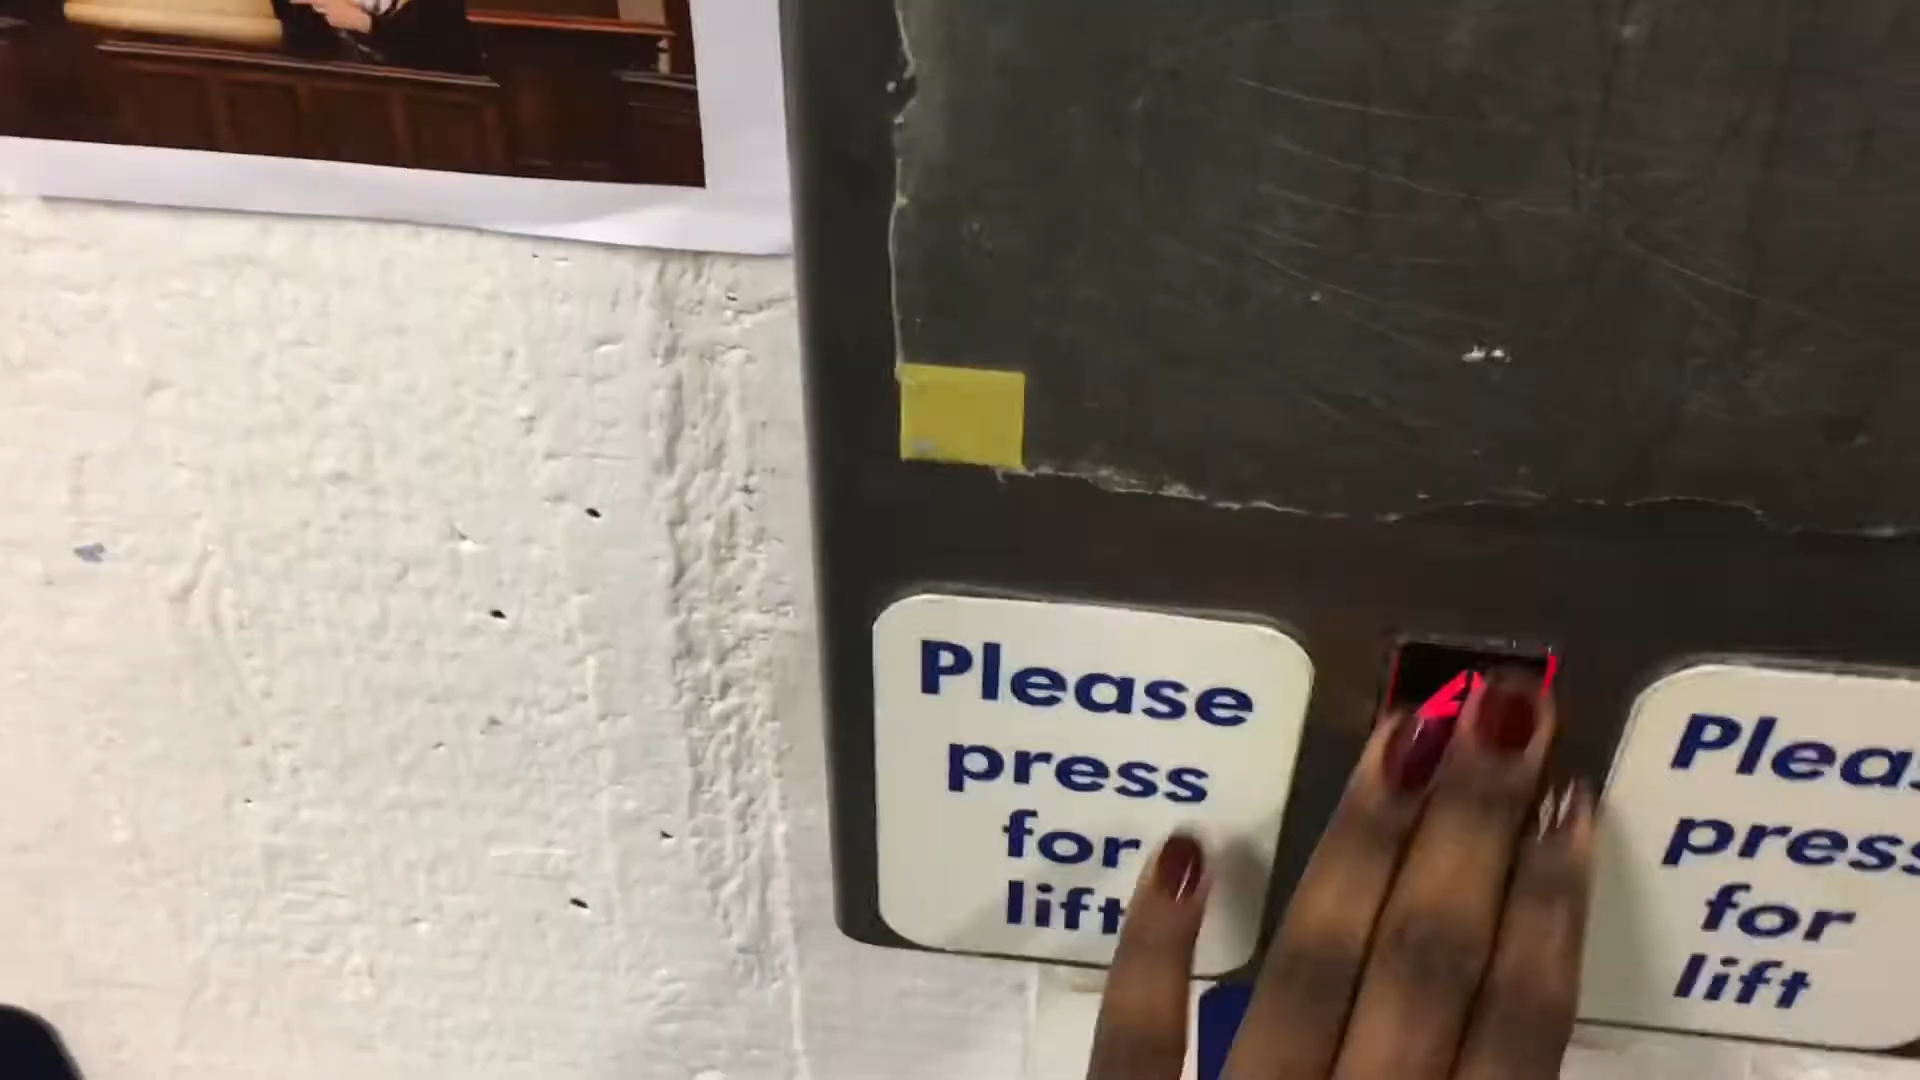 Please
press
for
lift
Pleas
press
for
lift